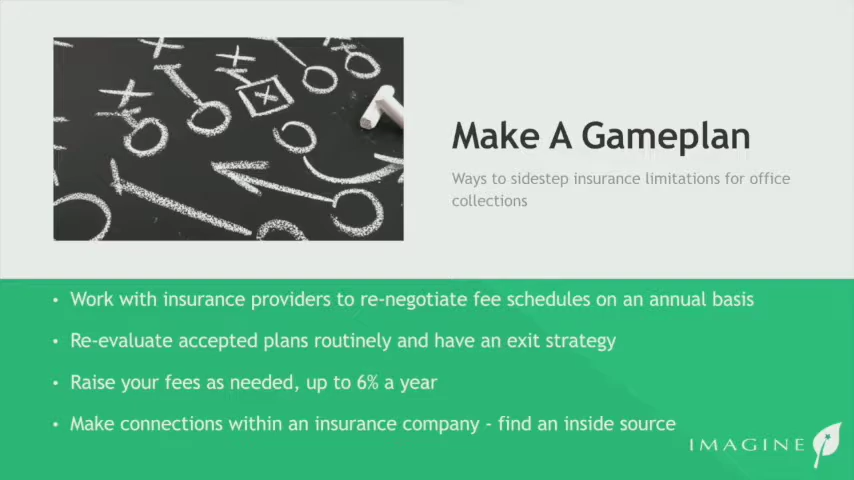 Make A Gameplan
Ways to sidestep insurance limitations for office
collections
• Work with insurance providers to re-negotiate fee schedules on an annual basis
• Re-evaluate accepted plans routinely and have an exit strategy
• Raise your fees as needed, up to 6% a year
• Make connections within an insurance company - find an inside source
IMAGINE